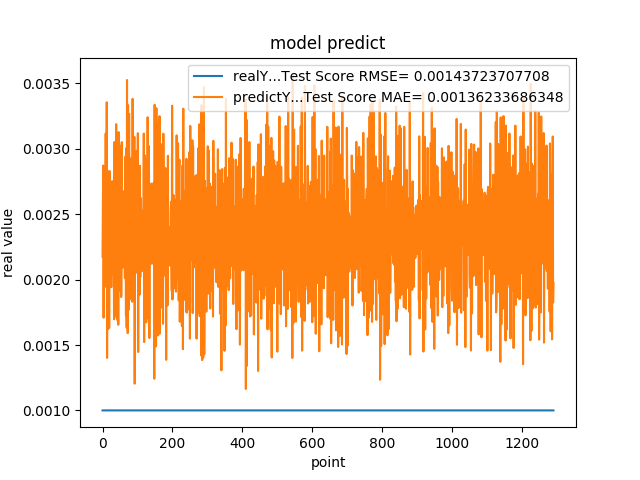 model predict
realY...Test Score RMSE= 0.00143723707708
predictY...Test Score MAE= 0.00136233686348
0.0035
0.0030
0.0025
0.0020
0.0015
0.0010
real value
0 200 400 600 800 1000 1200
point